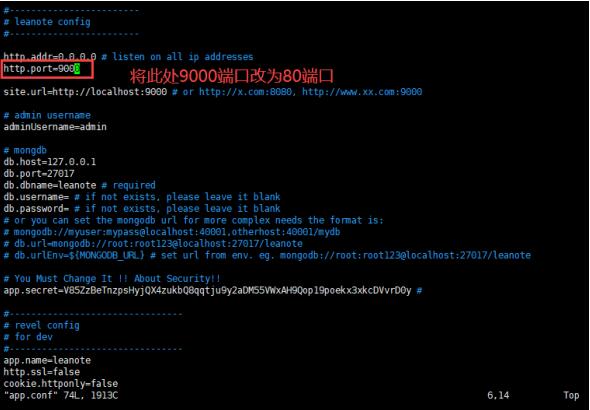 #------------------------
# leanote config
#------------------------
http.addr=0.0.0.0 # listen on all ip addresses
http.port=9000
将此处9000端口改为80端口
site.url=http://localhost:9000 # or http://x.com:8080, http://www.xx.com:9000
# admin username
adminUsername=admin
# mongdb
db.host=127.0.0.1
db.port=27017
db.dbname=leanote # required
db.username= # if not exists, please leave it blank
db.password= # if not exists, please leave it blank
# or you can set the mongodb url for more complex needs the format is:
# mongodb://myuser:mypass@localhost:40001,otherhost:40001/mydb
# db.url=mongodb://root:root123@localhost:27017/leanote
# db.urlEnv=${MONGODB_URL} # set url from env. eg. mongodb://root:root123@localhost:27017/leanote
# You Must Change It !! About Security!!
app.secret=V85ZzBeTnzpsHyjQX4zukbQ8qqtju9y2aDM55VWxAH9Qop19poekx3xkcDVvrD0y #
#--------------------------------
# revel config
# for dev
#--------------------------------
app.name=leanote
http.ssl=false
cookie.httponly=false
"app.conf" 74L, 1913C 6,14 Top